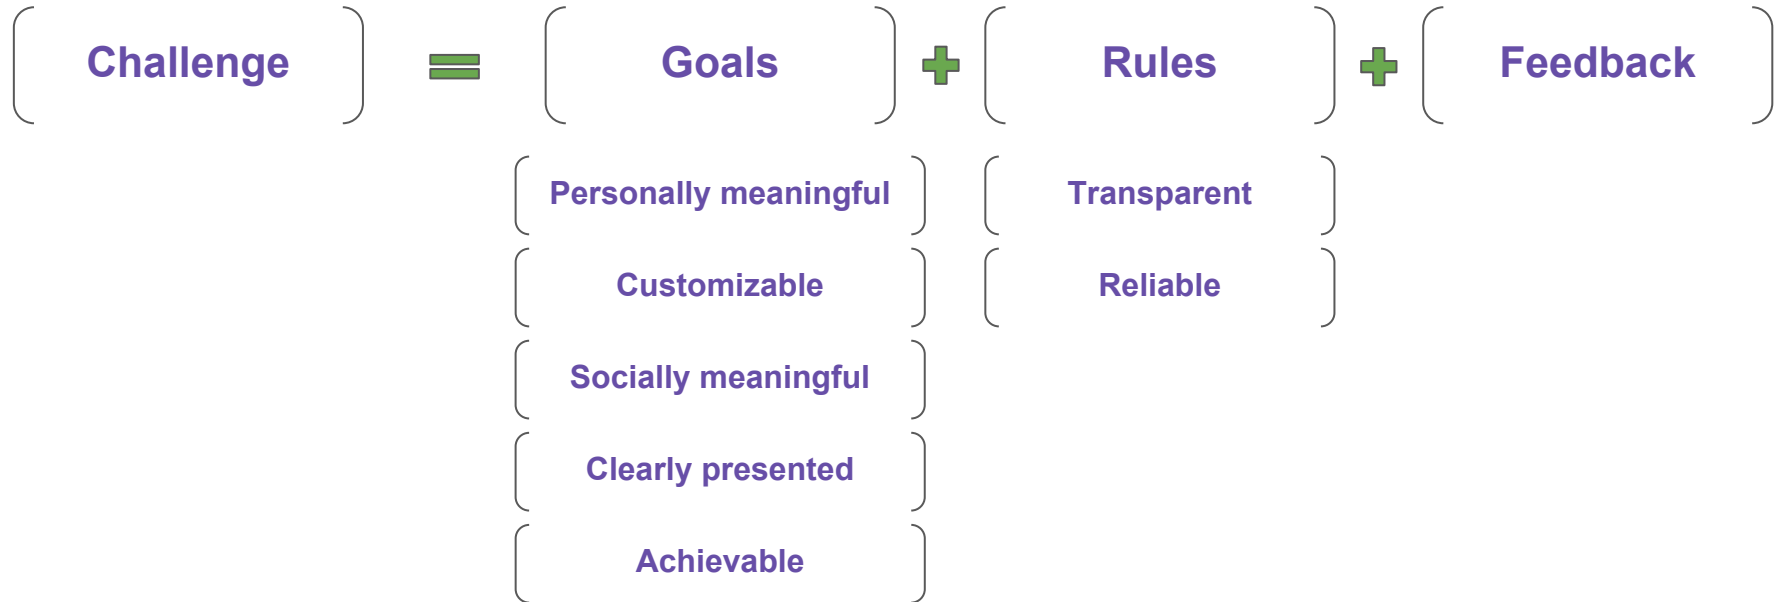 Challenge = Goals + Rules + Feedback
Personally meaningful
Transparent
Customizable
Reliable
Socially meaningful
Clearly presented
Achievable